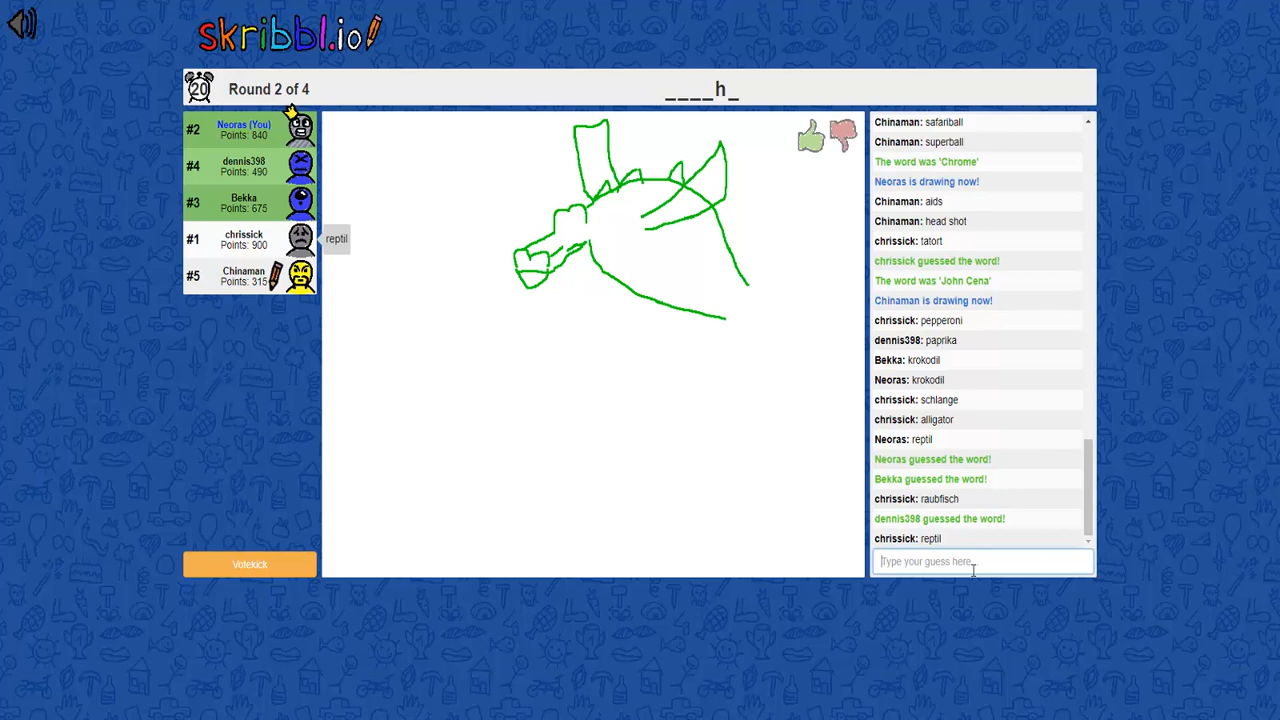 skribbl.io
20
Round 2 of 4
____h_
#2
Neoras (You)
Points: 840
#4
dennis398
Points: 490
#3
Bekka
Points: 675
#1
chrissick
Points: 900
reptil
#5
Chinaman
Points: 315
Votekick
Chinaman: safariball
Chinaman: superball
The word was 'Chrome'
Neoras is drawing now!
Chinaman: aids
Chinaman: head shot
chrissick: tatort
chrissick guessed the word!
The word was 'John Cena'
Chinaman is drawing now!
chrissick: pepperoni
dennis398: paprika
Bekka: krokodil
Neoras: krokodil
chrissick: schlange
chrissick: alligator
Neoras: reptil
Neoras guessed the word!
Bekka guessed the word!
chrissick: raubfisch
dennis398 guessed the word!
chrissick: reptil
Type your guess here...